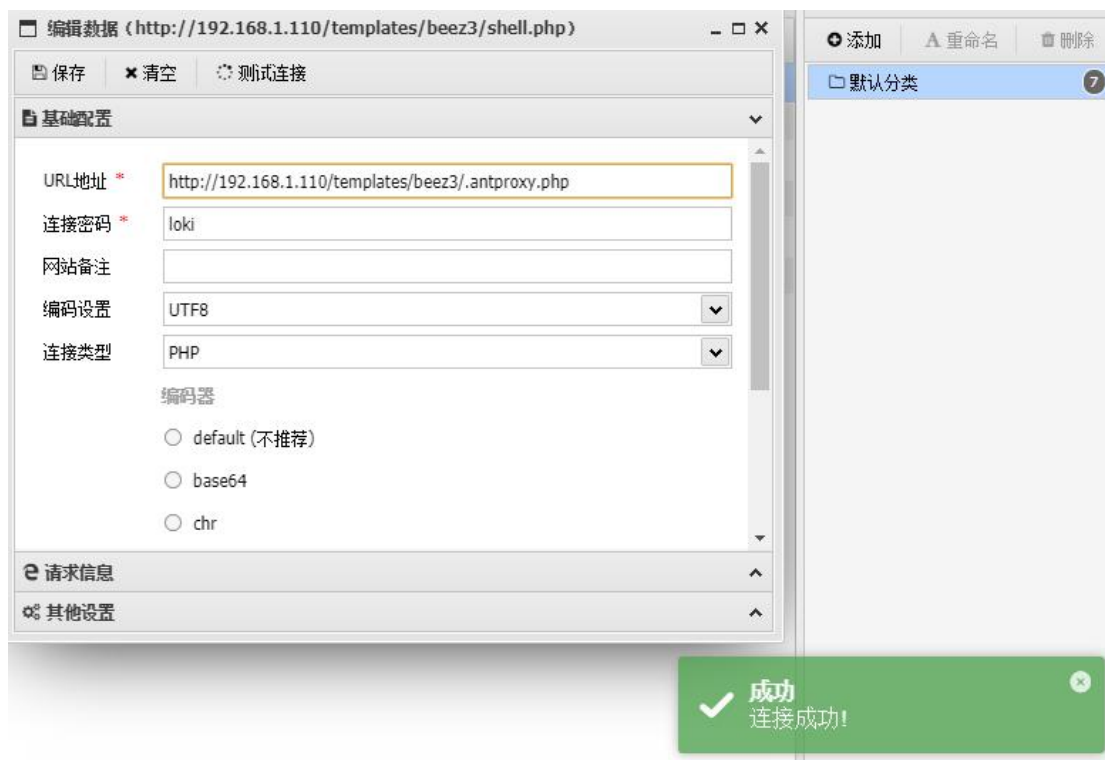 编辑数据 (http://192.168.1.110/templates/beez3/shell.php)
保存 清空 测试连接
基础配置
URL地址 * http://192.168.1.110/templates/beez3/.antproxy.php
连接密码 * loki
网站备注
编码设置 UTF8
连接类型 PHP
编码器
default (不推荐)
base64
chr
请求信息
其他设置
添加 重命名 删除
默认分类 7
成功
连接成功!